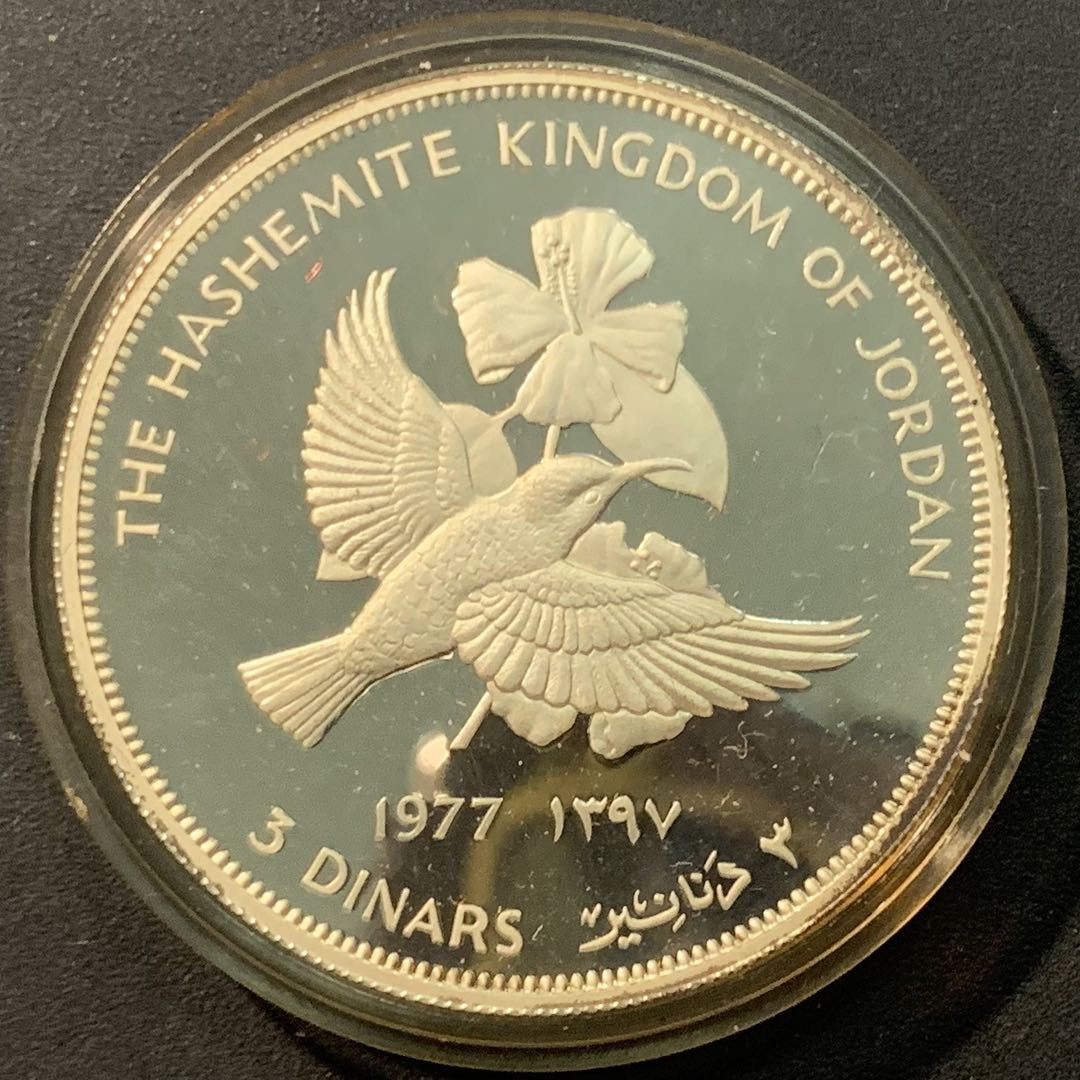 THE HASHEMITE KINGDOM OF JORDAN
1977 ١٣٩٧
3 DINARS
٣ دنانير